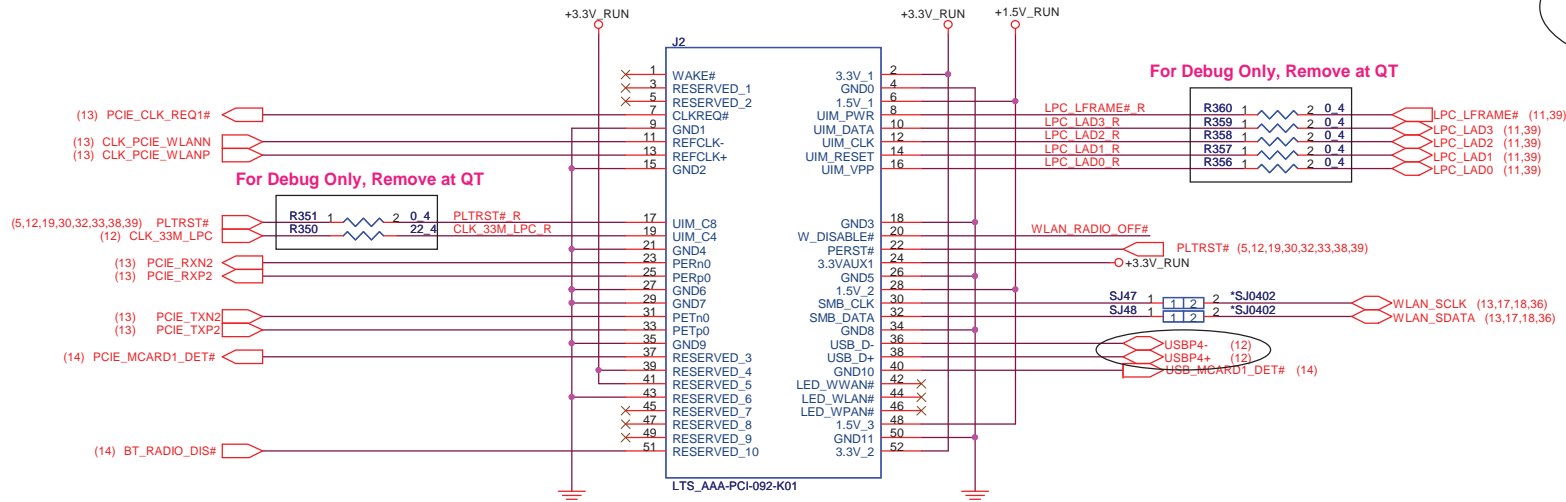 +3.3V_RUN +3.3V_RUN +1.5V_RUN
J2
For Debug Only, Remove at QT
1 WAKE# 3.3V_1 2
3 RESERVED_1 GND0 4
5 RESERVED_2 1.5V_1 6
(13) PCIE_CLK_REQ1# 7 CLKREQ# UIM_PWR 8 LPC_LFRAME#_R R360 1 2 0_4 LPC_LFRAME# (11,39)
9 GND1 UIM_DATA 10 LPC_LAD3_R R359 1 2 0_4 LPC_LAD3 (11,39)
(13) CLK_PCIE_WLANN 11 REFCLK- UIM_CLK 12 LPC_LAD2_R R358 1 2 0_4 LPC_LAD2 (11,39)
(13) CLK_PCIE_WLANP 13 REFCLK+ UIM_RESET 14 LPC_LAD1_R R357 1 2 0_4 LPC_LAD1 (11,39)
15 GND2 UIM_VPP 16 LPC_LAD0_R R356 1 2 0_4 LPC_LAD0 (11,39)
For Debug Only, Remove at QT
(5,12,19,30,32,33,38,39) PLTRST# R351 1 2 0_4 PLTRST#_R 17 UIM_C8 GND3 18
(12) CLK_33M_LPC R350 22_4 CLK_33M_LPC_R 19 UIM_C4 W_DISABLE# 20 WLAN_RADIO_OFF#
21 GND4 PERST# 22 PLTRST# (5,12,19,30,32,33,38,39)
(13) PCIE_RXN2 23 PERn0 3.3VAUX1 24 +3.3V_RUN
(13) PCIE_RXP2 25 PERp0 GND5 26
27 GND6 1.5V_2 28
29 GND7 SMB_CLK 30 SJ47 1 1 2 2 *SJ0402 WLAN_SCLK (13,17,18,36)
(13) PCIE_TXN2 31 PETn0 SMB_DATA 32 SJ48 1 1 2 2 *SJ0402 WLAN_SDATA (13,17,18,36)
(13) PCIE_TXP2 33 PETp0 GND8 34
35 GND9 USB_D- 36 USBP4- (12)
(14) PCIE_MCARD1_DET# 37 RESERVED_3 USB_D+ 38 USBP4+ (12)
39 RESERVED_4 GND10 40 USB_MCARD1_DET# (14)
41 RESERVED_5 LED_WWAN# 42
43 RESERVED_6 LED_WLAN# 44
45 RESERVED_7 LED_WPAN# 46
47 RESERVED_8 1.5V_3 48
49 RESERVED_9 GND11 50
(14) BT_RADIO_DIS# 51 RESERVED_10 3.3V_2 52
LTS_AAA-PCI-092-K01